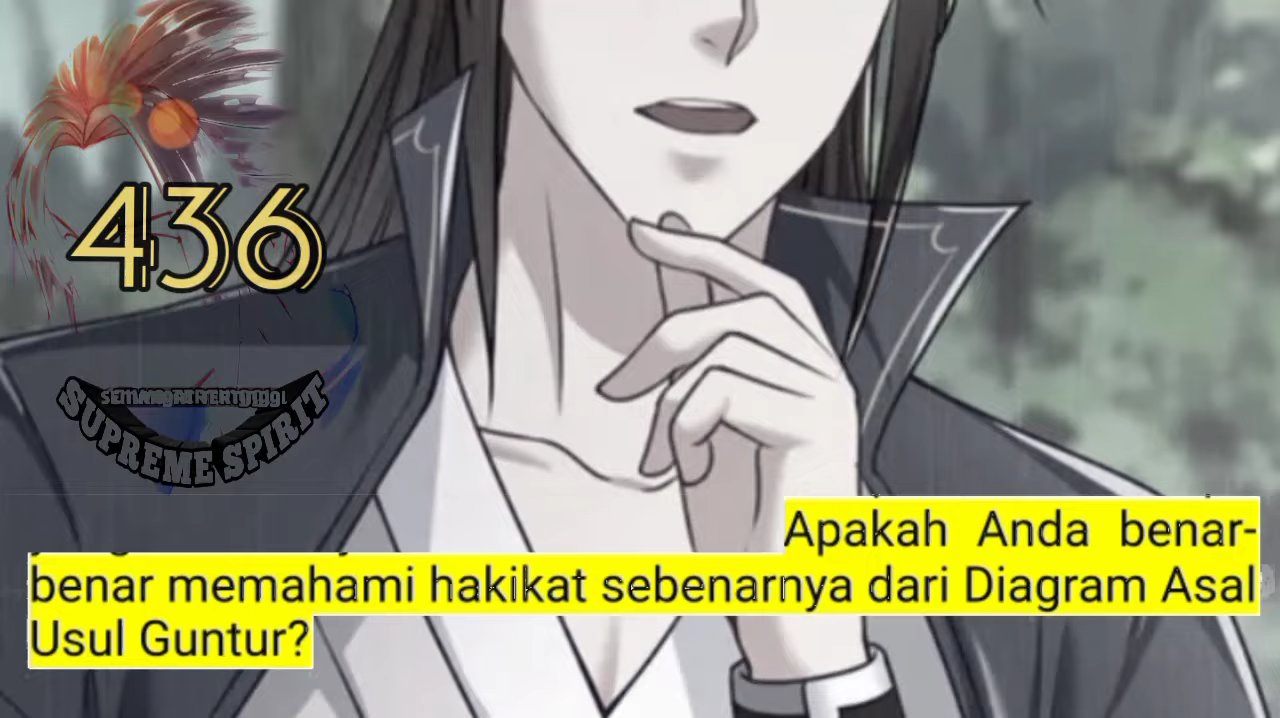 436
SUPREME SPIRIT
Apakah Anda benar-
benar memahami hakikat sebenarnya dari Diagram Asal
Usul Guntur?